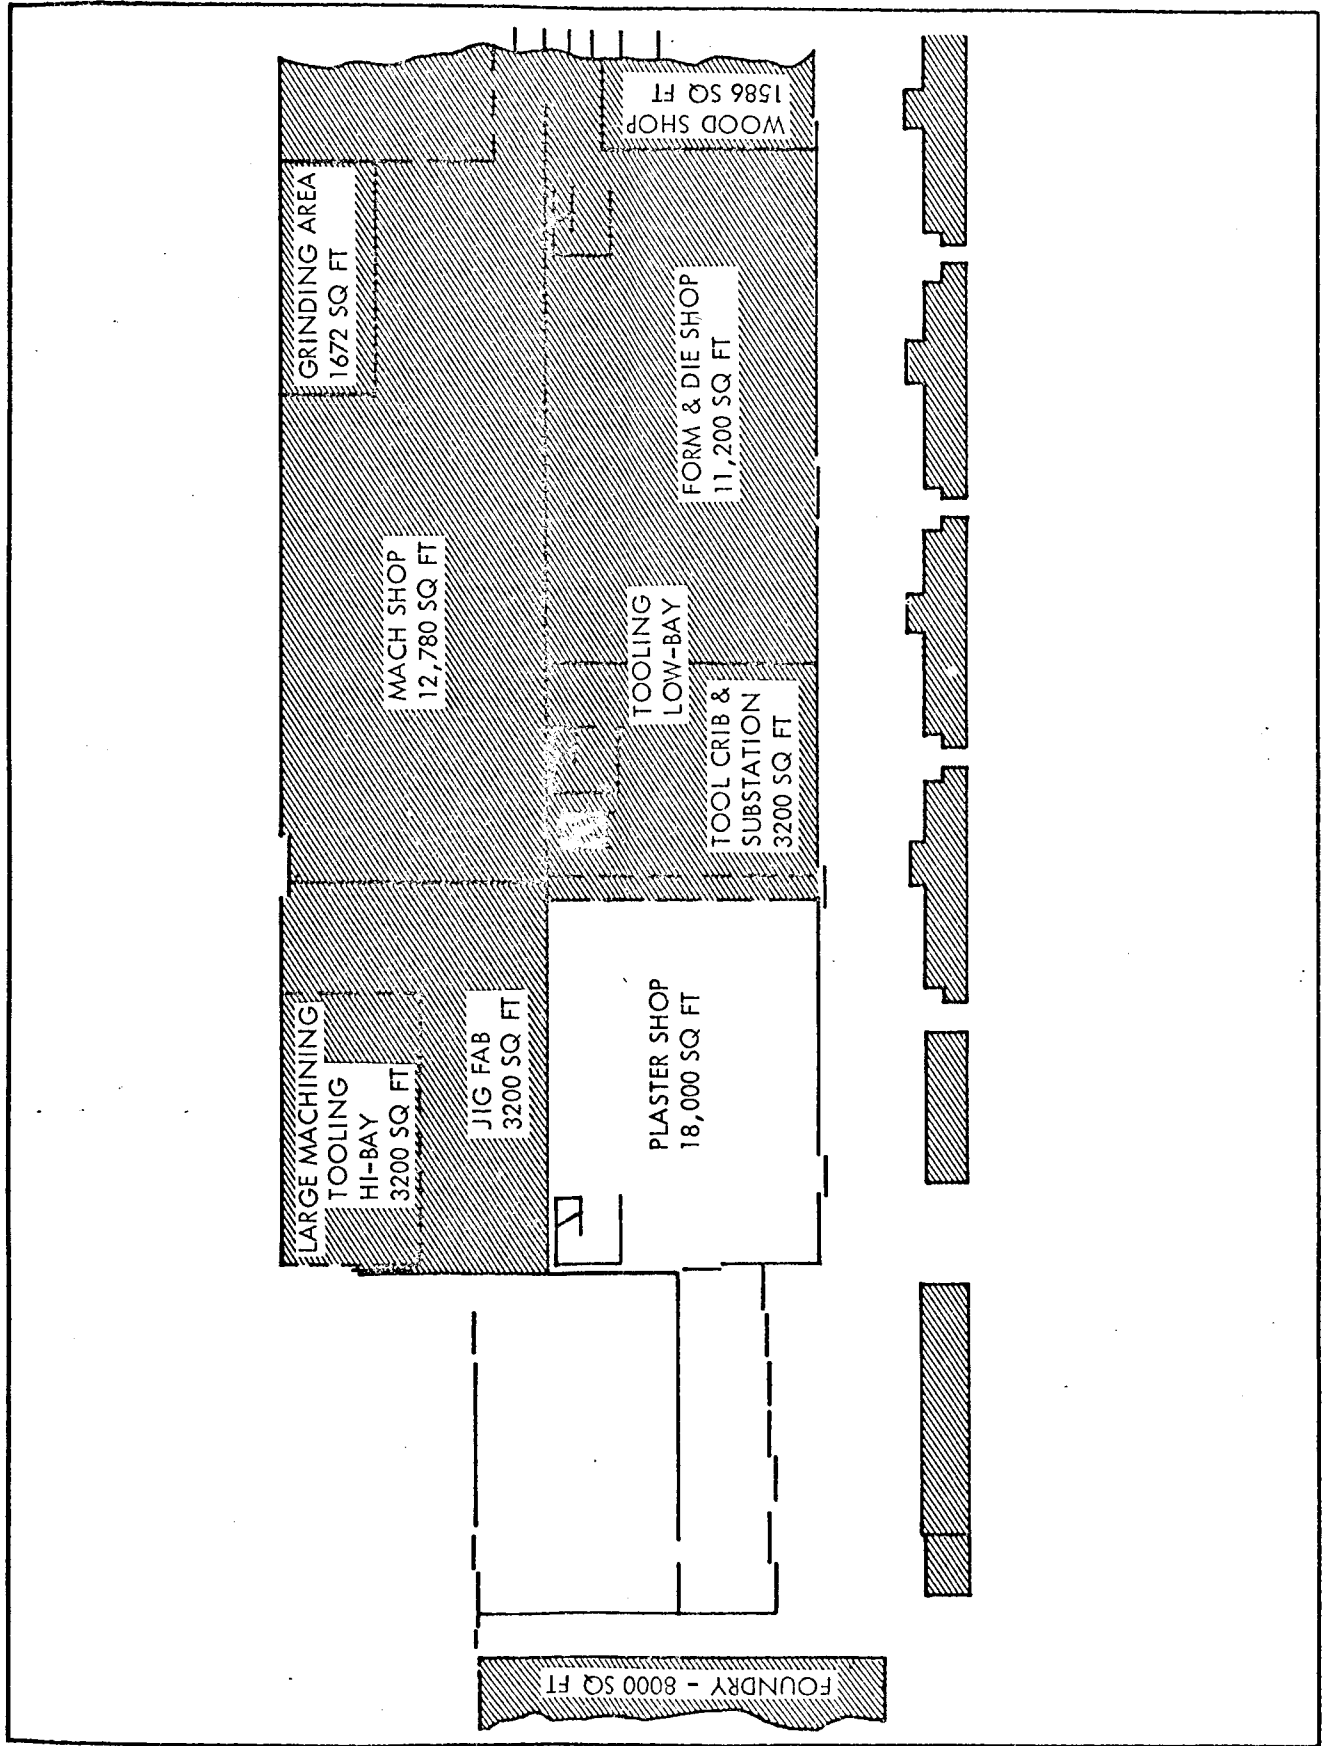 LARGE MACHINING
TOOLING
HI-BAY
3200 SQ FT
JIG FAB
3200 SQ FT
PLASTER SHOP
18,000 SQ FT
MACH SHOP
12,780 SQ FT
TOOLING
LOW-BAY
TOOL CRIB &
SUBSTATION
3200 SQ FT
GRINDING AREA
1672 SQ FT
FORM & DIE SHOP
11,200 SQ FT
WOOD SHOP
1586 SQ FT
FOUNDRY - 8000 SQ FT